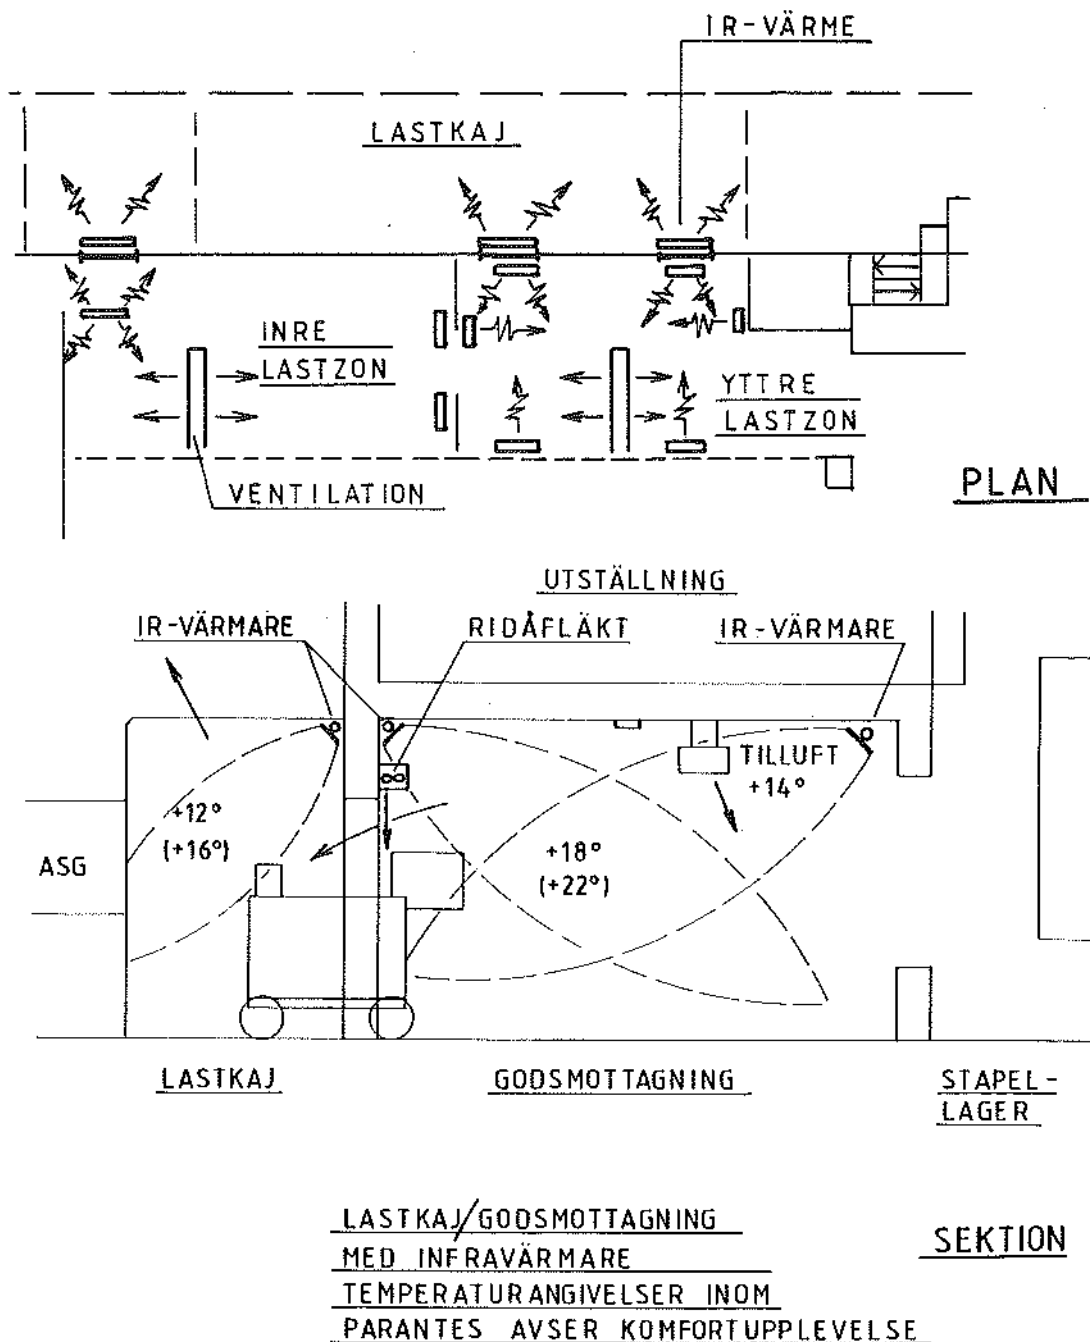 IR-VÄRME
LASTKAJ
INRE
LASTZON
YTTRE
LASTZON
VENTILATION
PLAN
UTSTÄLLNING
IR-VÄRMARE
RIDÅFLÄKT
IR-VÄRMARE
TILLUFT
+14°
+12°
(+16°)
+18°
(+22°)
ASG
LASTKAJ
GODSMOTTAGNING
STAPEL-
LAGER
LASTKAJ/GODSMOTTAGNING
MED INFRAVÄRMARE
TEMPERATURANGIVELSER INOM
PARANTES AVSER KOMFORTUPPLEVELSE
SEKTION